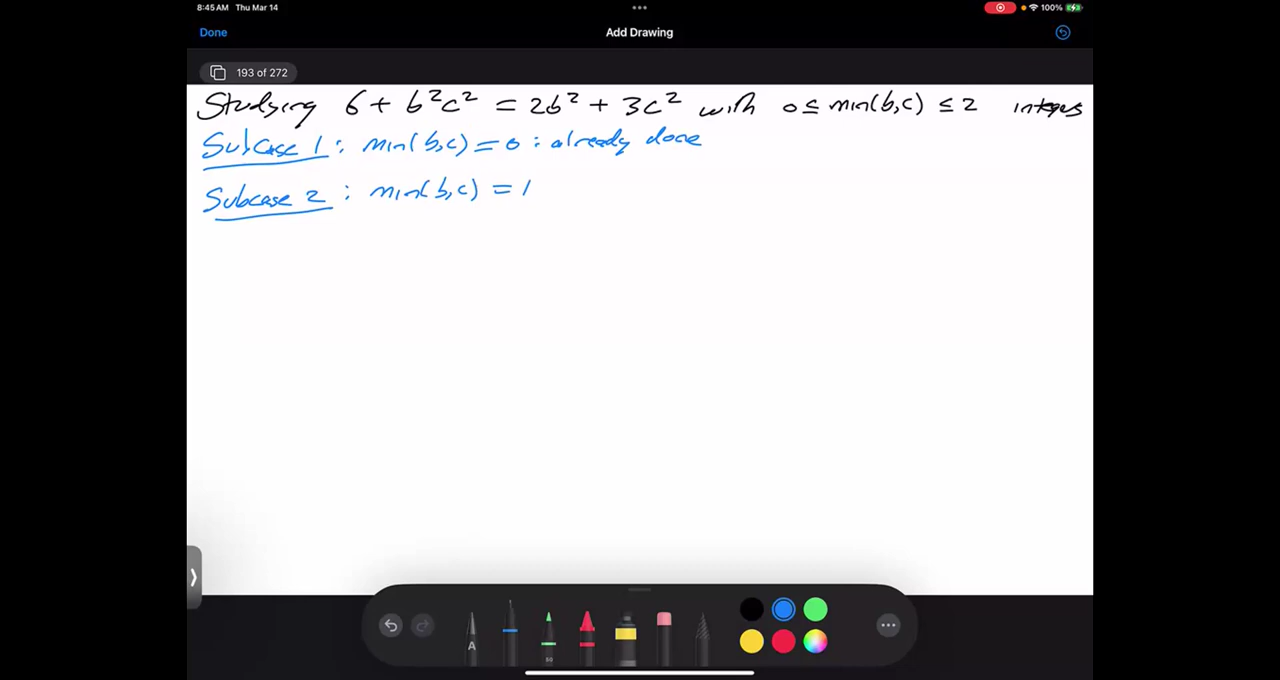 8:45 AM Thu Mar 14
100%
Done
Add Drawing
193 of 272
Studying 6 + b²c² = 2b² + 3c² with 0 ≤ min(b,c) ≤ 2 integers
Subcase 1 : min(b,c) = 0 : already done
Subcase 2 : min(b,c) = 1
A
50